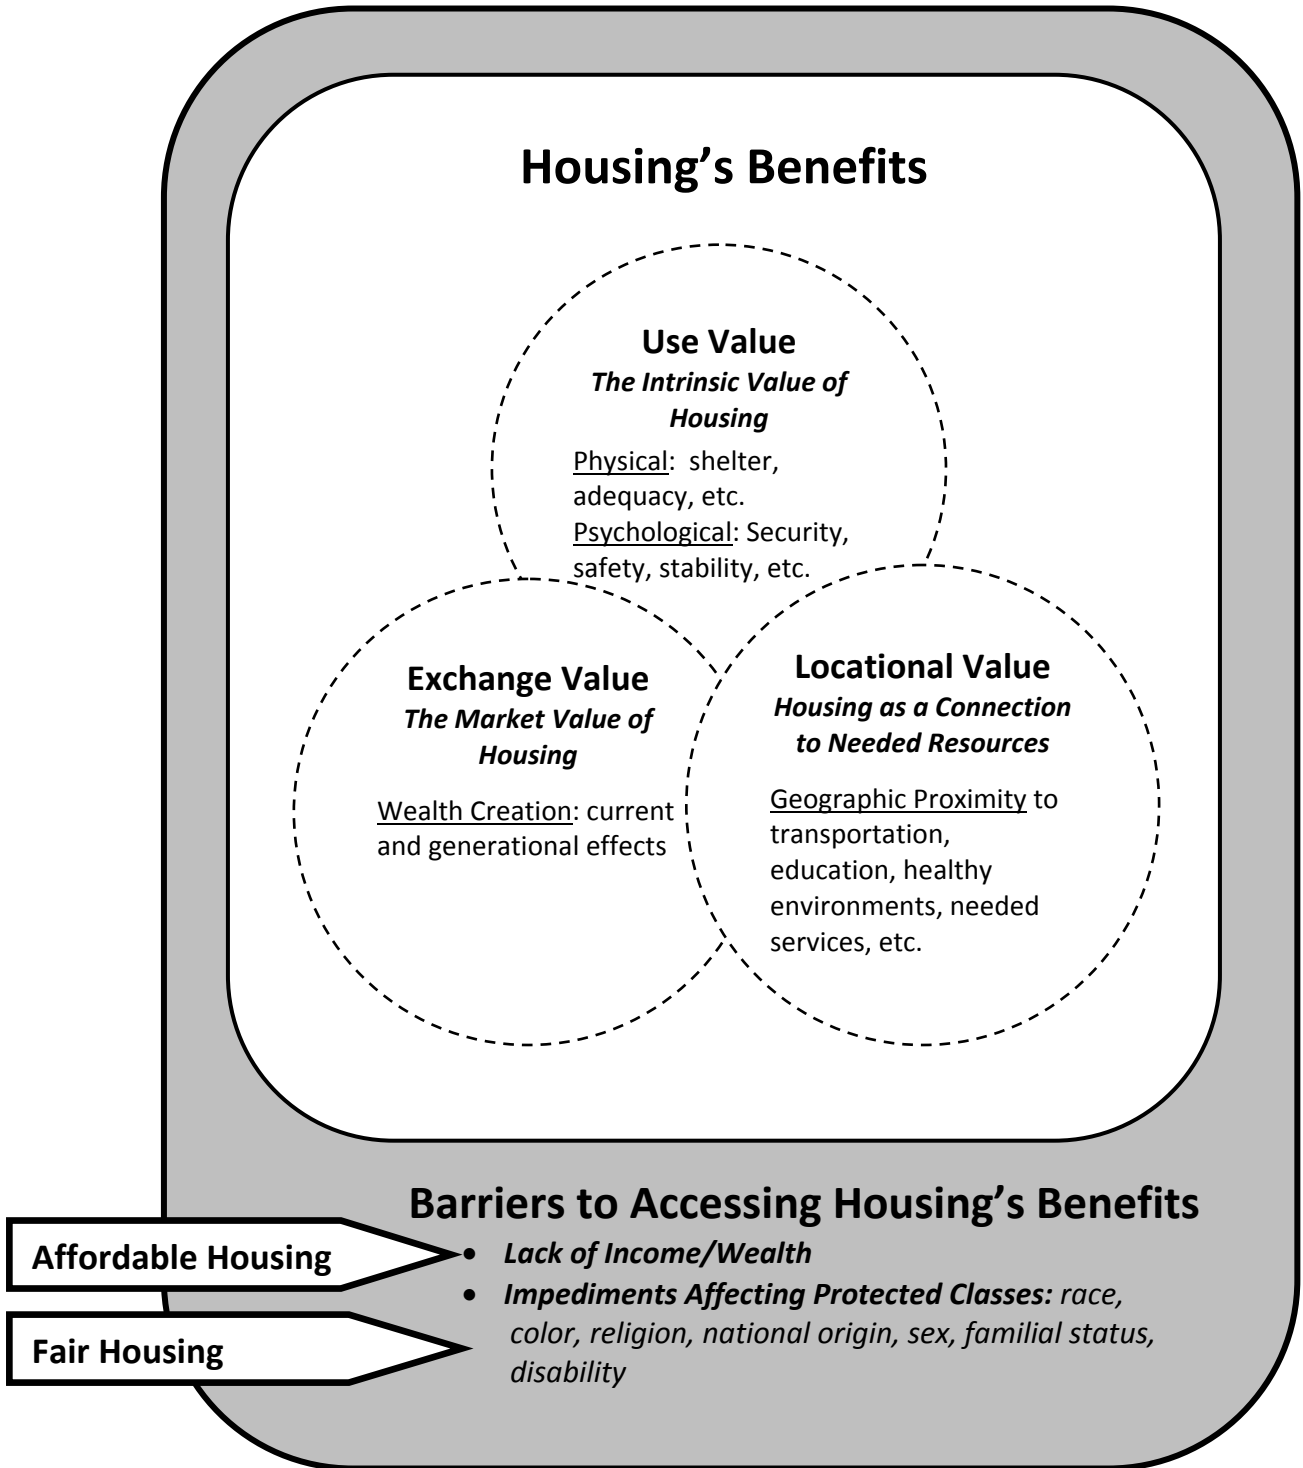 Housing’s Benefits
Use Value
The Intrinsic Value of
Housing
Physical:  shelter,
adequacy, etc.
Psychological: Security,
safety, stability, etc.
Exchange Value
The Market Value of
Housing
Wealth Creation: current
and generational effects
Locational Value
Housing as a Connection
to Needed Resources
Geographic Proximity to
transportation,
education, healthy
environments, needed
services, etc.
Barriers to Accessing Housing’s Benefits
Affordable Housing
• Lack of Income/Wealth
• Impediments Affecting Protected Classes: race,
color, religion, national origin, sex, familial status,
disability
Fair Housing